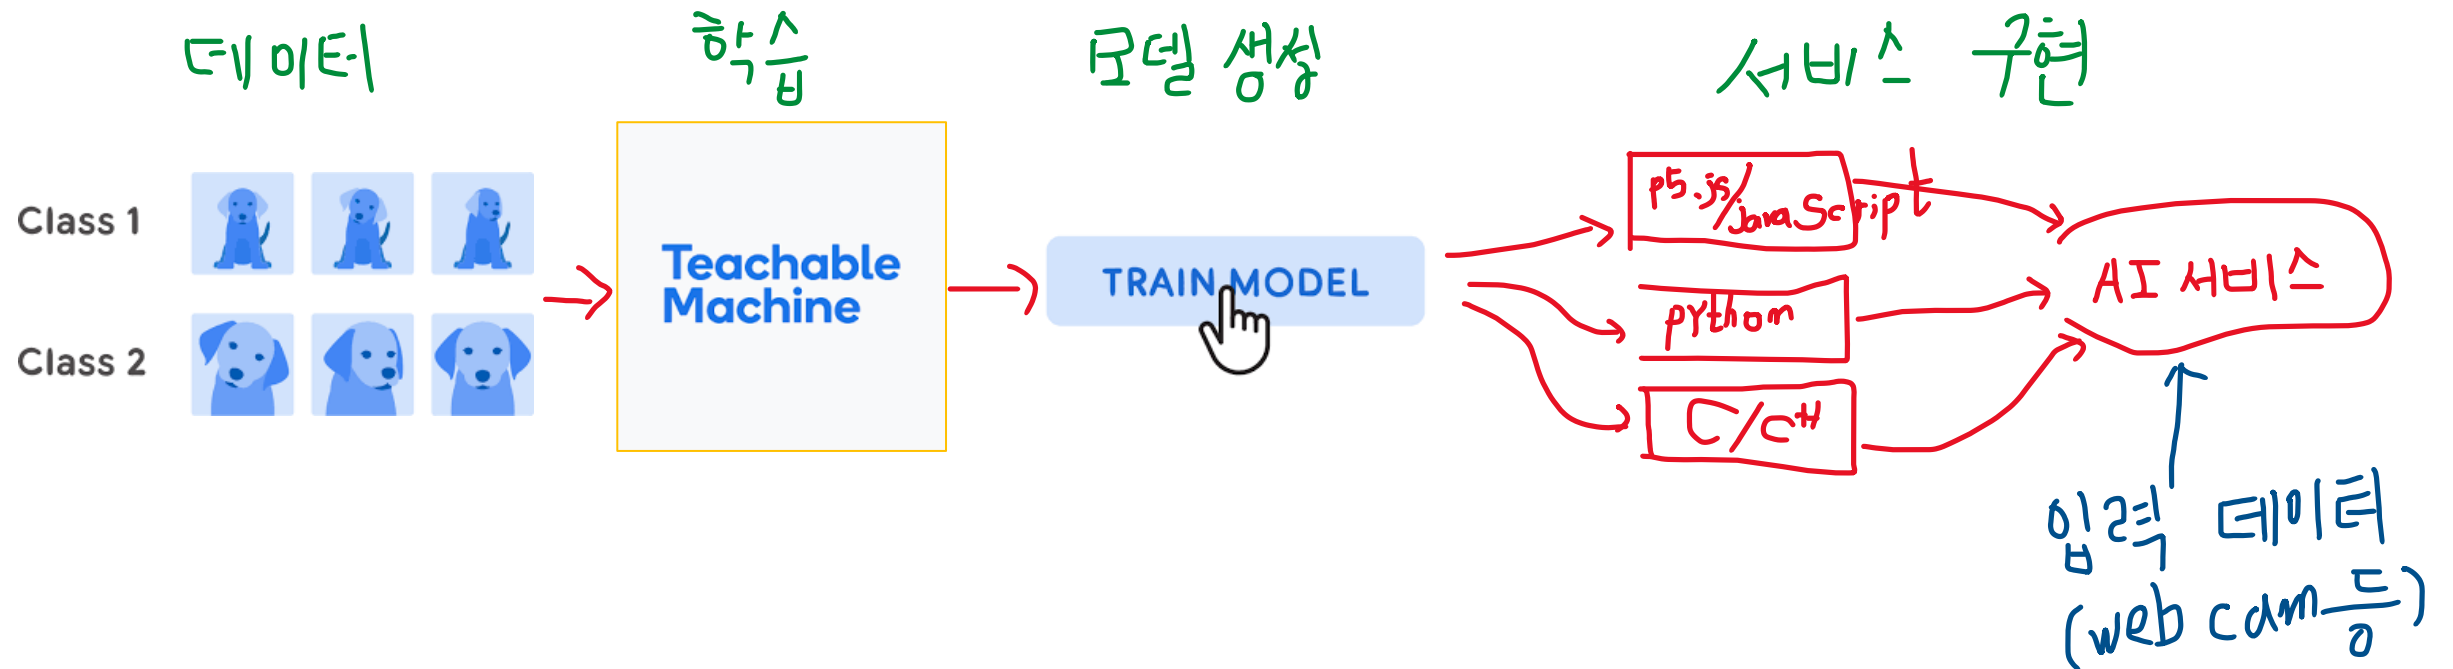 데이터
학습
모델 생성
서비스 구현
Class 1
Class 2
Teachable
Machine
TRAIN MODEL
p5.js/
javaScript
python
C/C++
AI 서비스
입력 데이터
(web cam 등)